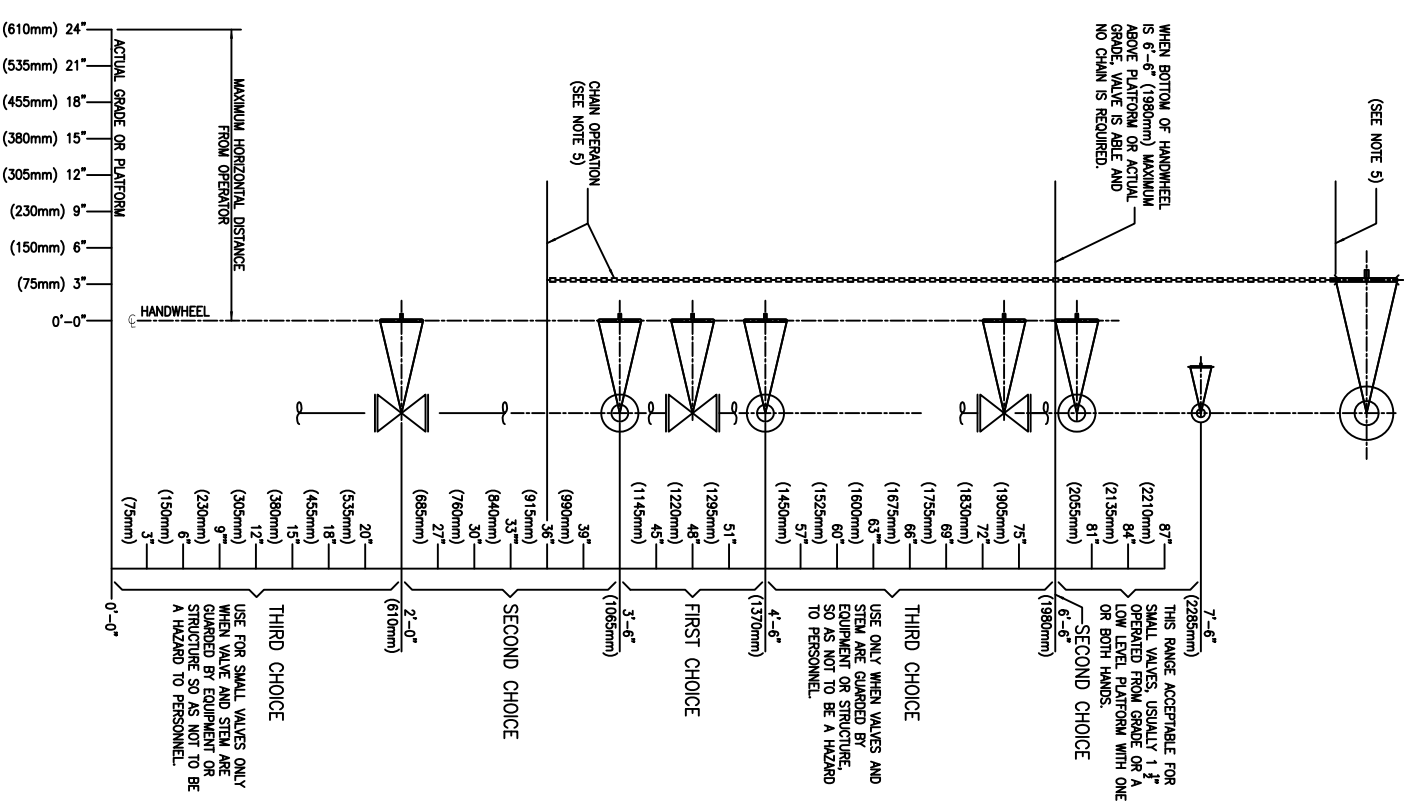 (SEE NOTE 5)
WHEN BOTTOM OF HANDWHEEL
IS 6'-6" (1980mm) MAXIMUM
ABOVE PLATFORM OR ACTUAL
GRADE, VALVE IS ABLE AND
NO CHAIN IS REQUIRED.
CHAIN OPERATION
(SEE NOTE 5)
MAXIMUM HORIZONTAL DISTANCE
FROM OPERATOR
ACTUAL GRADE OR PLATFORM
(610mm) 24"
(535mm) 21"
(455mm) 18"
(380mm) 15"
(305mm) 12"
(230mm) 9"
(150mm) 6"
(75mm) 3"
0'-0"
℄ HANDWHEEL
87"
(2210mm)
84"
(2135mm)
81"
(2055mm)
75"
(1905mm)
72"
(1830mm)
69"
(1755mm)
66"
(1675mm)
63""
(1600mm)
60"
(1525mm)
57"
(1450mm)
51"
(1295mm)
48"
(1220mm)
45"
(1145mm)
39"
(990mm)
36"
(915mm)
33""
(840mm)
30"
(760mm)
27"
(685mm)
20"
(535mm)
18"
(455mm)
15"
(380mm)
12"
(305mm)
9""
(230mm)
6"
(150mm)
3"
(75mm)
7'-6"
(2285mm)
6'-6"
(1980mm)
4'-6"
(1370mm)
3'-6"
(1065mm)
2'-0"
(610mm)
0'-0"
THIS RANGE ACCEPTABLE FOR
SMALL VALVES, USUALLY 1 1/2"
OPERATED FROM GRADE OR A
LOW LEVEL PLATFORM WITH ONE
OR BOTH HANDS.
SECOND CHOICE
THIRD CHOICE
USE ONLY WHEN VALVES AND
STEM ARE GUARDED BY
EQUIPMENT OR STRUCTURE,
SO AS NOT TO BE A HAZARD
TO PERSONNEL.
FIRST CHOICE
SECOND CHOICE
THIRD CHOICE
USE FOR SMALL VALVES ONLY
WHEN VALVE AND STEM ARE
GUARDED BY EQUIPMENT OR
STRUCTURE SO AS NOT TO BE
A HAZARD TO PERSONNEL.